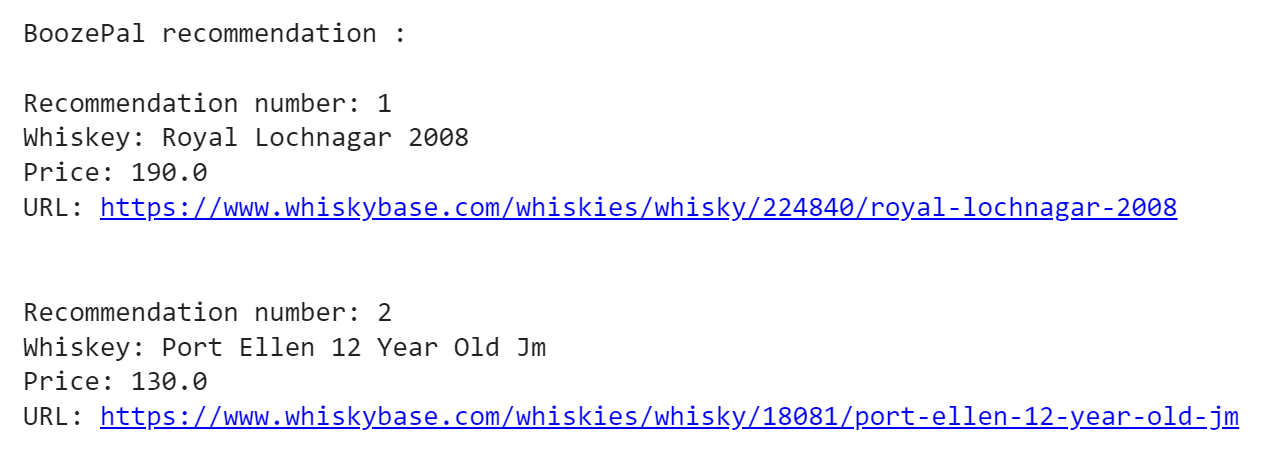 BoozePal recommendation :
Recommendation number: 1
Whiskey: Royal Lochnagar 2008
Price: 190.0
URL: https://www.whiskybase.com/whiskies/whisky/224840/royal-lochnagar-2008
Recommendation number: 2
Whiskey: Port Ellen 12 Year Old Jm
Price: 130.0
URL: https://www.whiskybase.com/whiskies/whisky/18081/port-ellen-12-year-old-jm